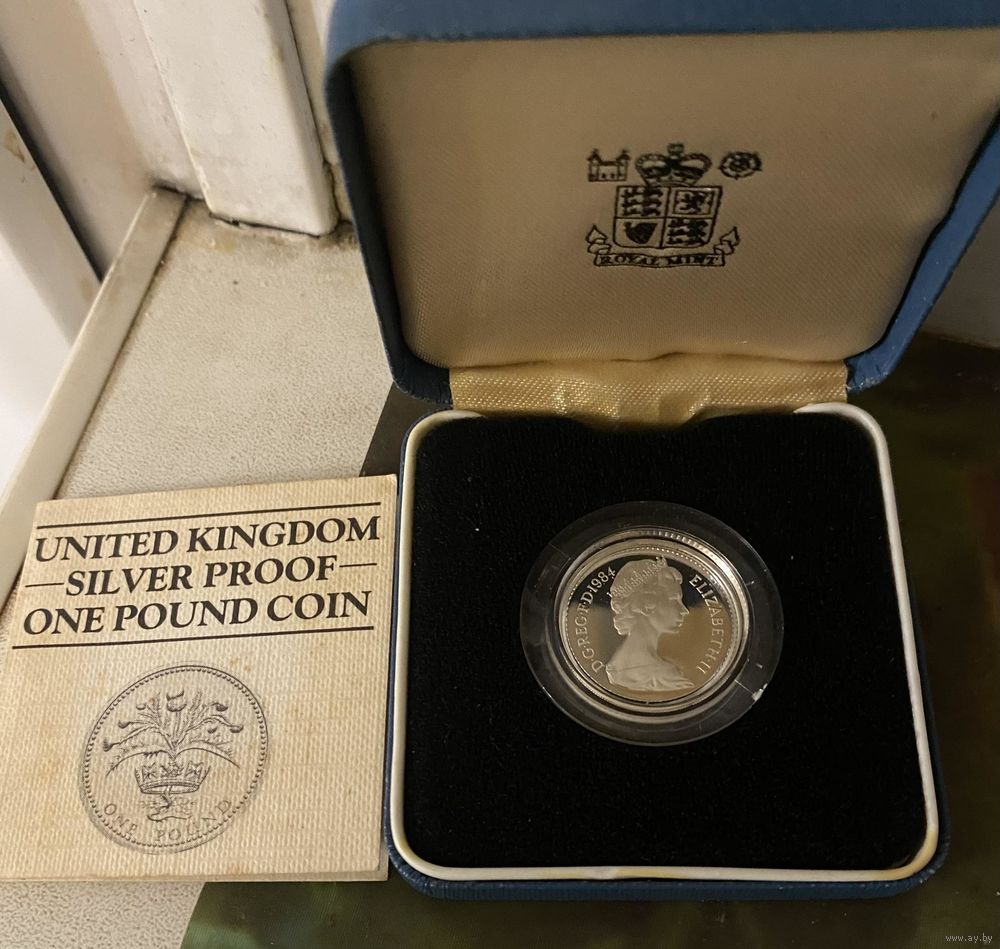 ROYAL MINT
UNITED KINGDOM
SILVER PROOF
ONE POUND COIN
ONE POUND
D·G·REG·F·D·1984
ELIZABETH II
www.ay.by